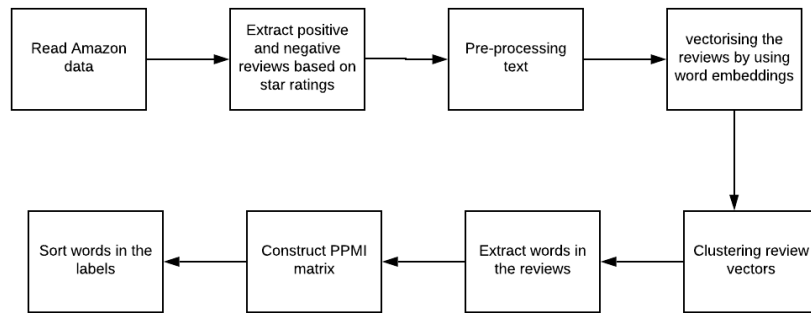 Read Amazon
data
Extract positive
and negative
reviews based on
star ratings
Pre-processing
text
vectorising the
reviews by using
word embeddings
Clustering review
vectors
Extract words in
the reviews
Construct PPMI
matrix
Sort words in the
labels